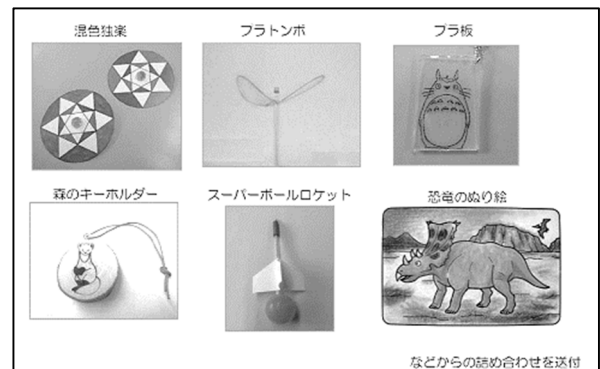 混色独楽
プラトンボ
プラ板
森のキーホルダー
スーパーボールロケット
恐竜のぬり絵
などからの詰め合わせを送付